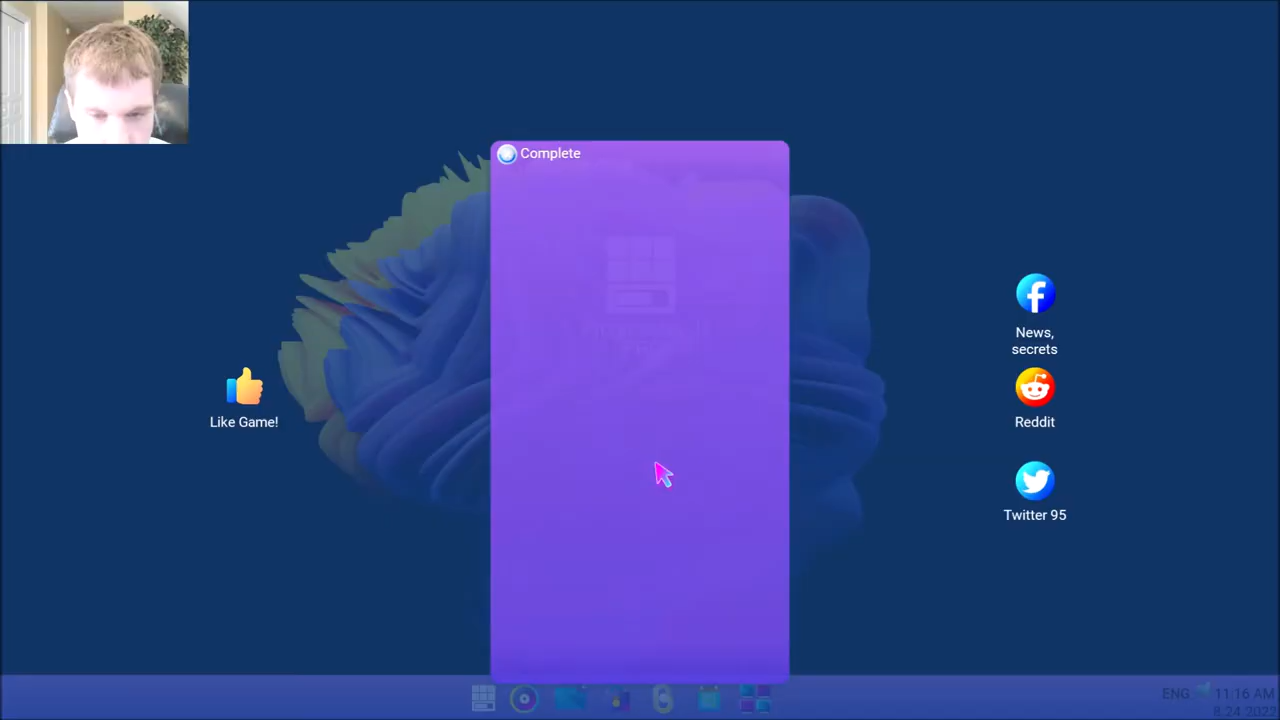 Complete
News,
secrets
Like Game!
Reddit
Twitter 95
ENG
11:16 AM